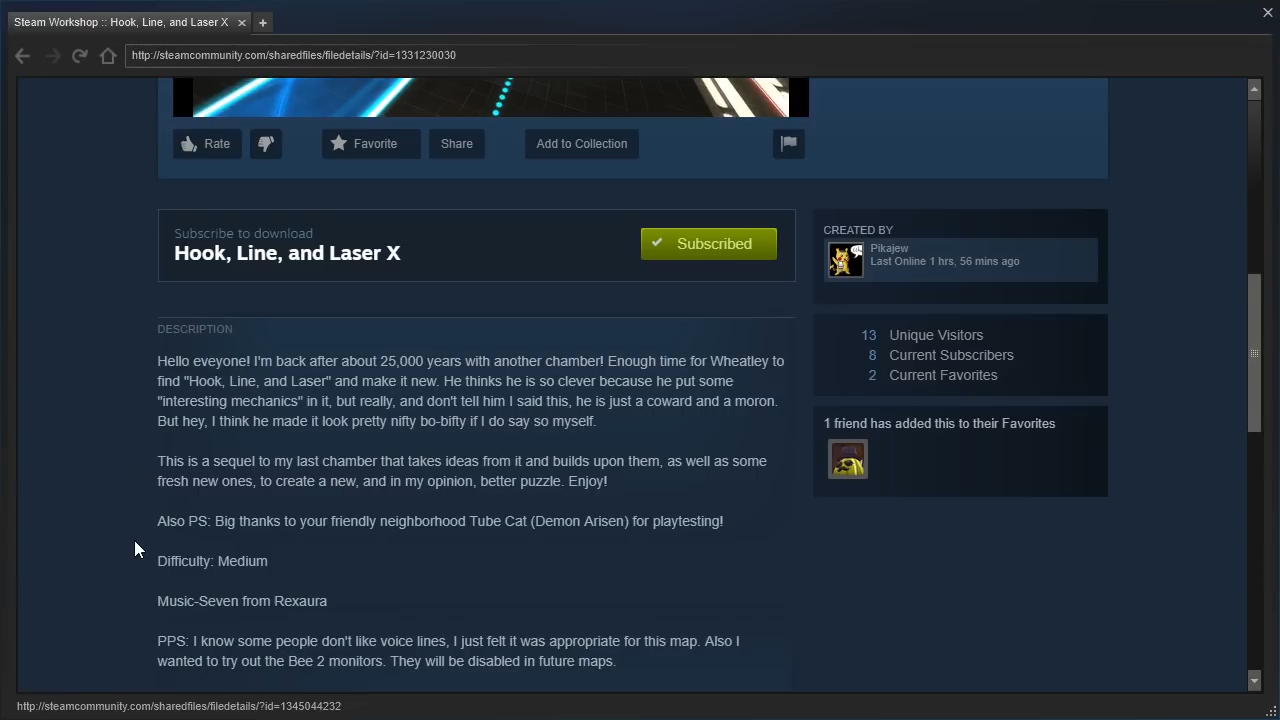 Steam Workshop :: Hook, Line, and Laser X
http://steamcommunity.com/sharedfiles/filedetails/?id=1331230030
Rate
Favorite
Share
Add to Collection
Subscribe to download
Hook, Line, and Laser X
Subscribed
CREATED BY
Pikajew
Last Online 1 hrs, 56 mins ago
13 Unique Visitors
8 Current Subscribers
2 Current Favorites
1 friend has added this to their Favorites
DESCRIPTION
Hello eveyone! I'm back after about 25,000 years with another chamber! Enough time for Wheatley to
find "Hook, Line, and Laser" and make it new. He thinks he is so clever because he put some
"interesting mechanics" in it, but really, and don't tell him I said this, he is just a coward and a moron.
But hey, I think he made it look pretty nifty bo-bifty if I do say so myself.
This is a sequel to my last chamber that takes ideas from it and builds upon them, as well as some
fresh new ones, to create a new, and in my opinion, better puzzle. Enjoy!
Also PS: Big thanks to your friendly neighborhood Tube Cat (Demon Arisen) for playtesting!
Difficulty: Medium
Music-Seven from Rexaura
PPS: I know some people don't like voice lines, I just felt it was appropriate for this map. Also I
wanted to try out the Bee 2 monitors. They will be disabled in future maps.
http://steamcommunity.com/sharedfiles/filedetails/?id=1345044232